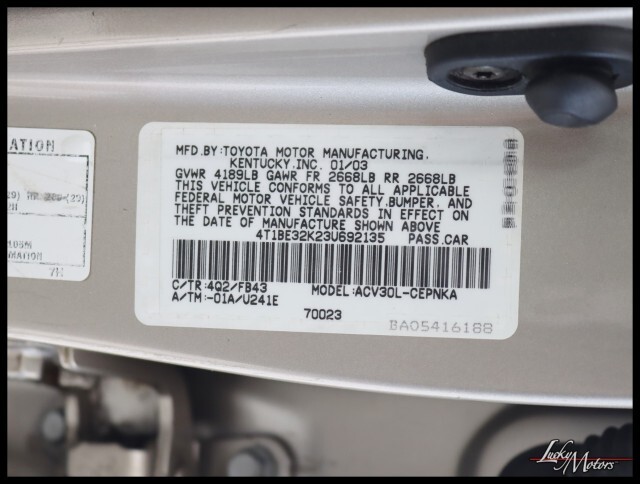 MATION
7M
MFD.BY:TOYOTA MOTOR MANUFACTURING.
KENTUCKY.INC. 01/03
GVWR 4189LB GAWR FR 2668LB RR 2668LB
THIS VEHICLE CONFORMS TO ALL APPLICABLE
FEDERAL MOTOR VEHICLE SAFETY.BUMPER. AND
THEFT PREVENTION STANDARDS IN EFFECT ON
THE DATE OF MANUFACTURE SHOWN ABOVE
4T1BE32K23U692135 PASS.CAR
C/TR:4Q2/FB43 MODEL:ACV30L-CEPNKA
A/TM:-01A/U241E
70023
BA05416188
Lucky Motors